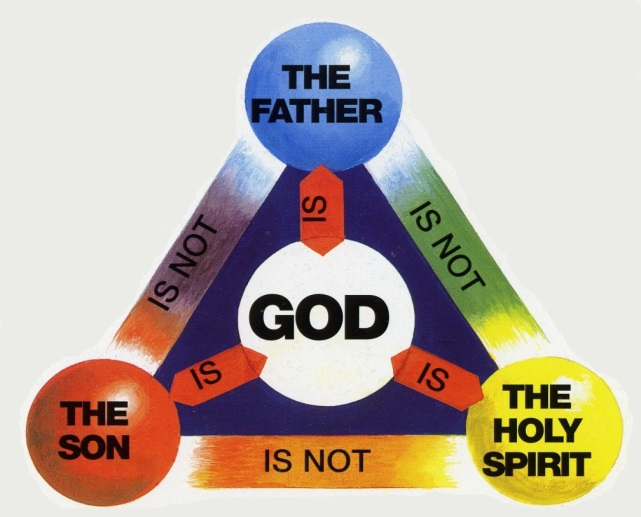 THE
FATHER
IS
IS NOT
IS NOT
GOD
IS
IS
THE
SON
THE
HOLY
SPIRIT
IS NOT